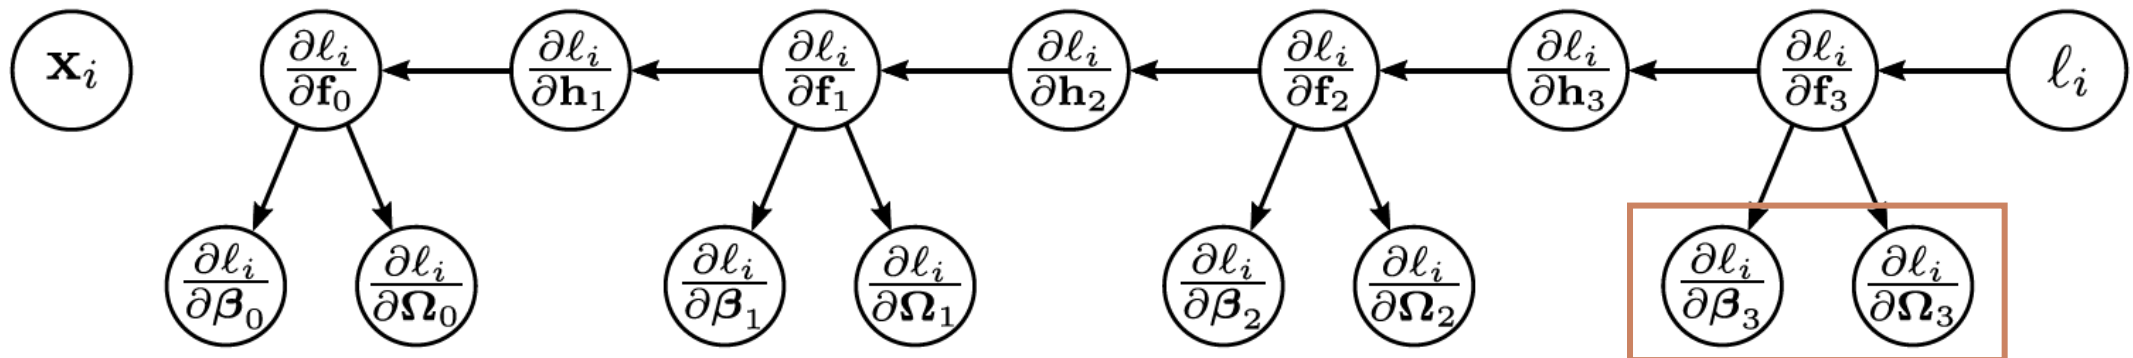 𝐱ᵢ ∂ℓᵢ/∂𝐟₀ ∂ℓᵢ/∂𝐡₁ ∂ℓᵢ/∂𝐟₁ ∂ℓᵢ/∂𝐡₂ ∂ℓᵢ/∂𝐟₂ ∂ℓᵢ/∂𝐡₃ ∂ℓᵢ/∂𝐟₃ ℓᵢ
∂ℓᵢ/∂𝛃₀ ∂ℓᵢ/∂𝛀₀ ∂ℓᵢ/∂𝛃₁ ∂ℓᵢ/∂𝛀₁ ∂ℓᵢ/∂𝛃₂ ∂ℓᵢ/∂𝛀₂ ∂ℓᵢ/∂𝛃₃ ∂ℓᵢ/∂𝛀₃